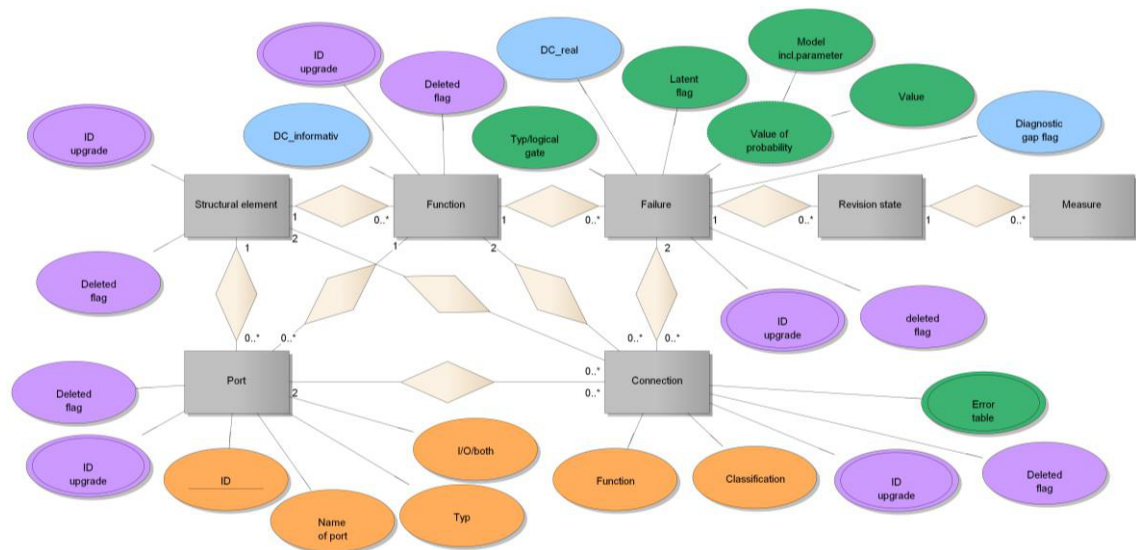 ID
upgrade
DC_real
Model
incl.parameter
Deleted
flag
Latent
flag
Value
ID
upgrade
DC_informativ
Typ/logical
gate
Value of
probability
Diagnostic
gap flag
Structural element
Function
Failure
Revision state
Measure
1
0..*
1
0..*
1
0..*
1
0..*
1
2
1
2
2
Deleted
flag
ID
upgrade
deleted
flag
0..*
0..*
0..*
0..*
0..*
Port
Connection
2
0..*
Deleted
flag
Error
table
I/O/both
ID
upgrade
ID
Function
Classification
ID
upgrade
Deleted
flag
Name
of port
Typ